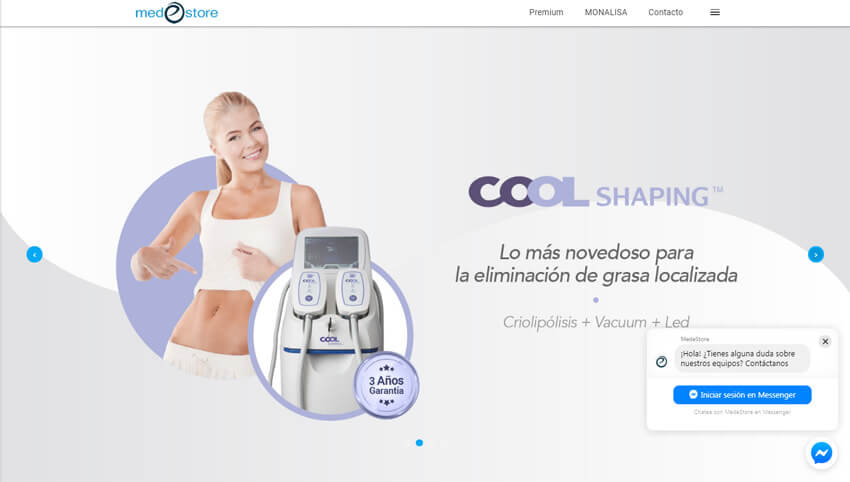 medestore
Premium
MONALISA
Contacto
COOL SHAPING™
Lo más novedoso para
la eliminación de grasa localizada
Criolipólisis + Vacuum + Led
COOL
3 Años
Garantía
MedeStore
¡Hola! ¿Tienes alguna duda sobre
nuestros equipos? Contáctanos
Iniciar sesión en Messenger
Chatea con MedeStore en Messenger